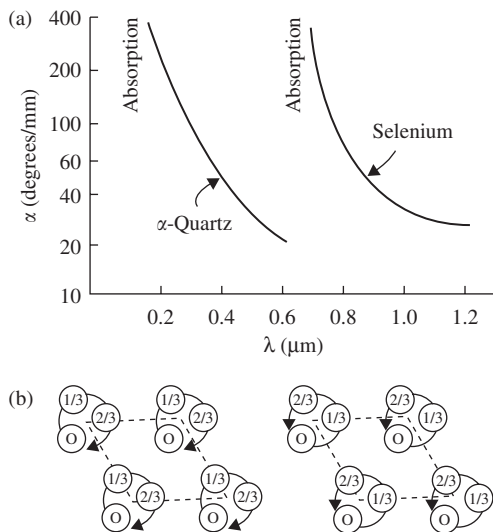 (a)
400
200
100
60
40
20
10
α (degrees/mm)
Absorption
Absorption
Selenium
α-Quartz
0.2 0.4 0.6 0.8 1.0 1.2
λ (μm)
(b)
1/3 1/3 2/3 2/3
2/3 2/3 1/3 1/3
O O O O
1/3 1/3 2/3 2/3
2/3 2/3 1/3 1/3
O O O O